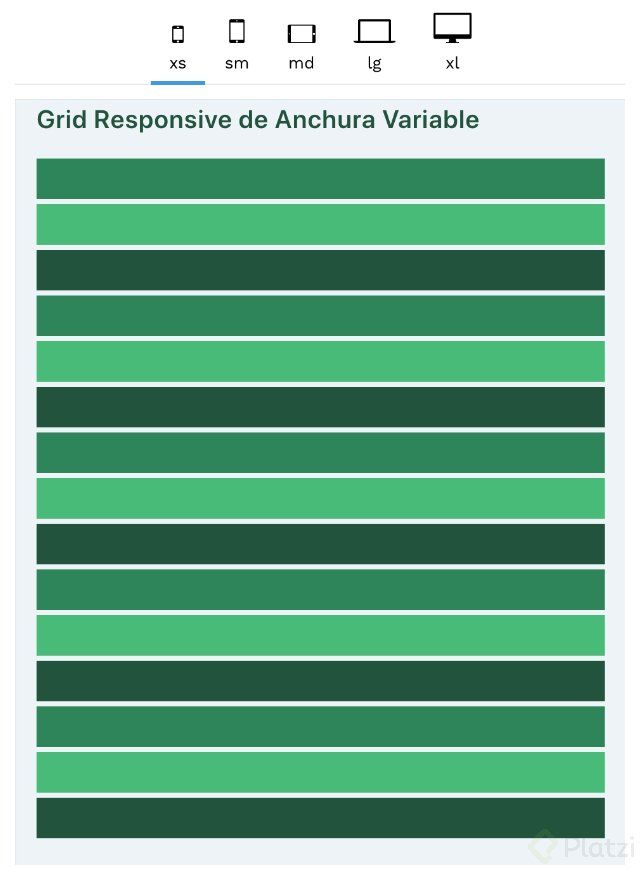 xs sm md lg xl
Grid Responsive de Anchura Variable
Platzi